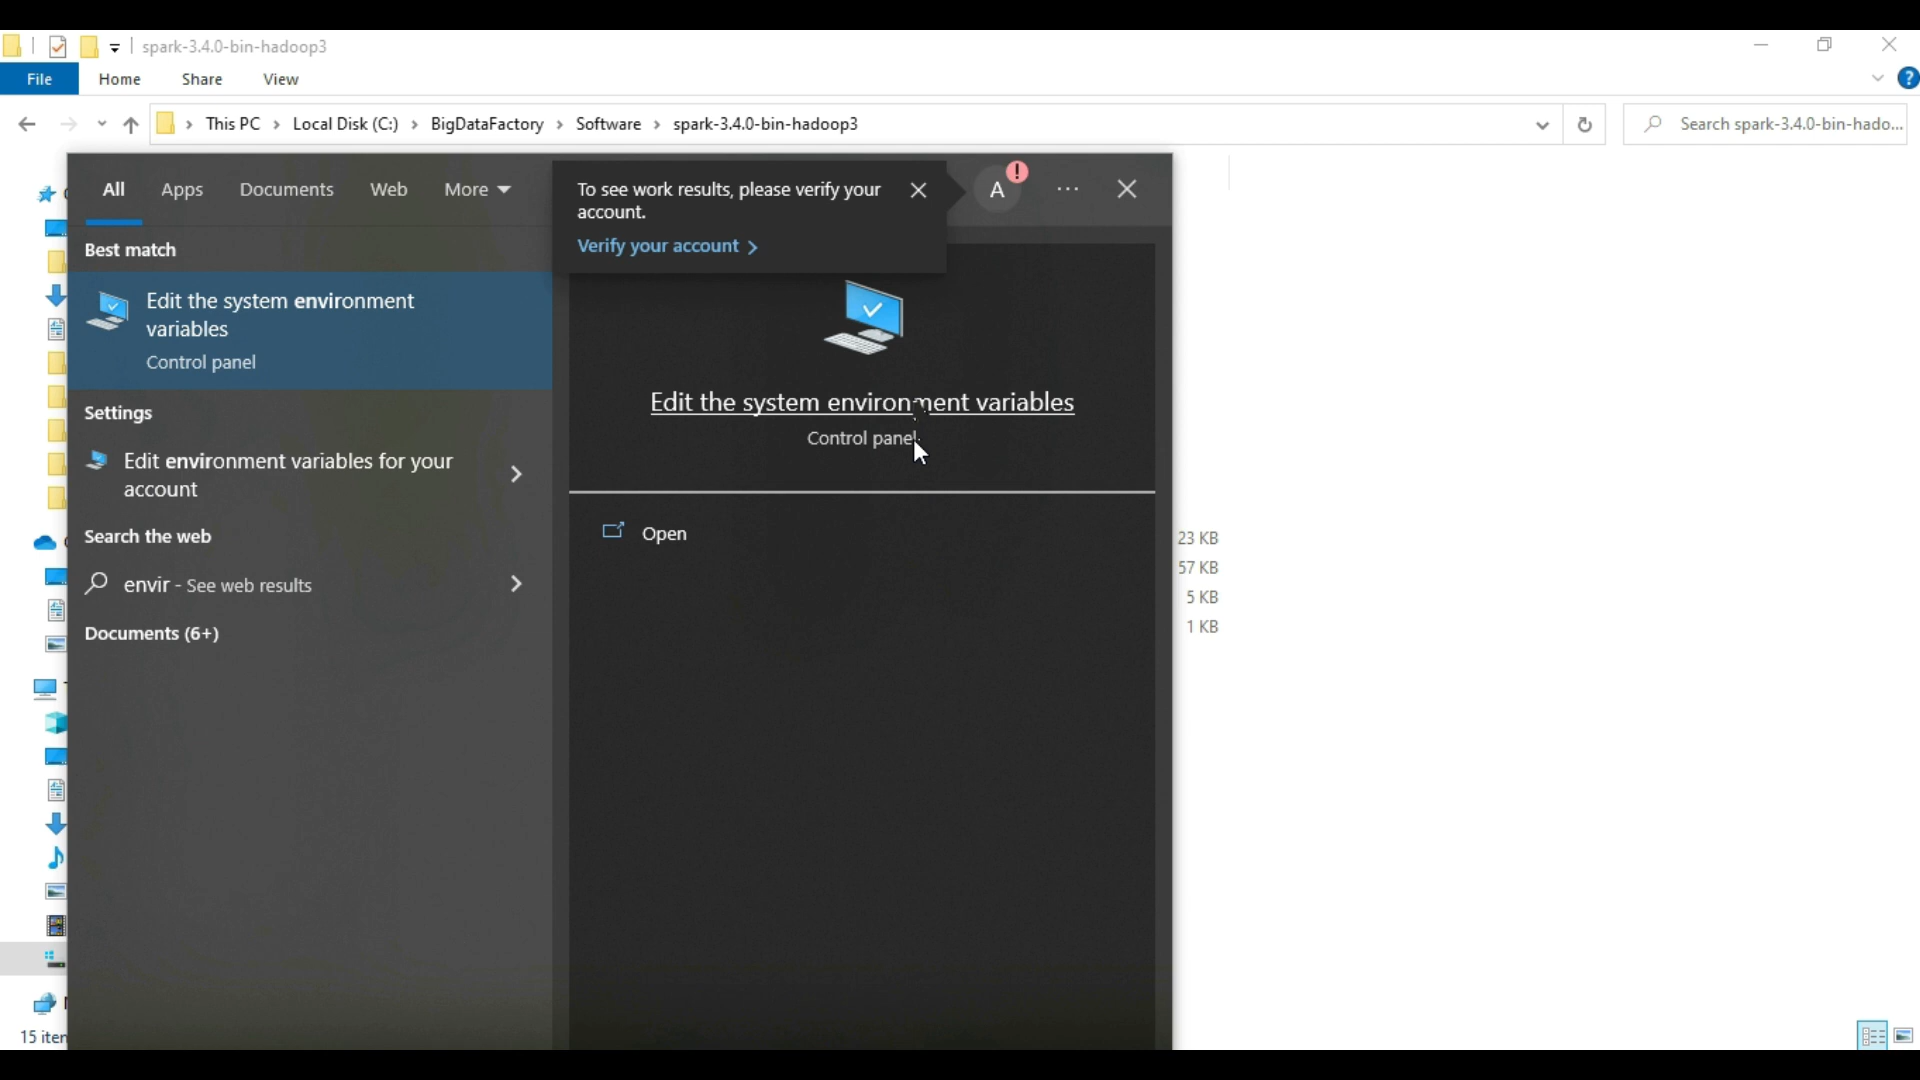 spark-3.4.0-bin-hadoop3
File Home Share View
This PC > Local Disk (C:) > BigDataFactory > Software > spark-3.4.0-bin-hadoop3
Search spark-3.4.0-bin-hado...
All Apps Documents Web More
To see work results, please verify your
account.
Verify your account >
A
Best match
Edit the system environment
variables
Control panel
Settings
Edit environment variables for your
account
Search the web
envir - See web results
Documents (6+)
Edit the system environment variables
Control panel
Open
23 KB
57 KB
5 KB
1 KB
15